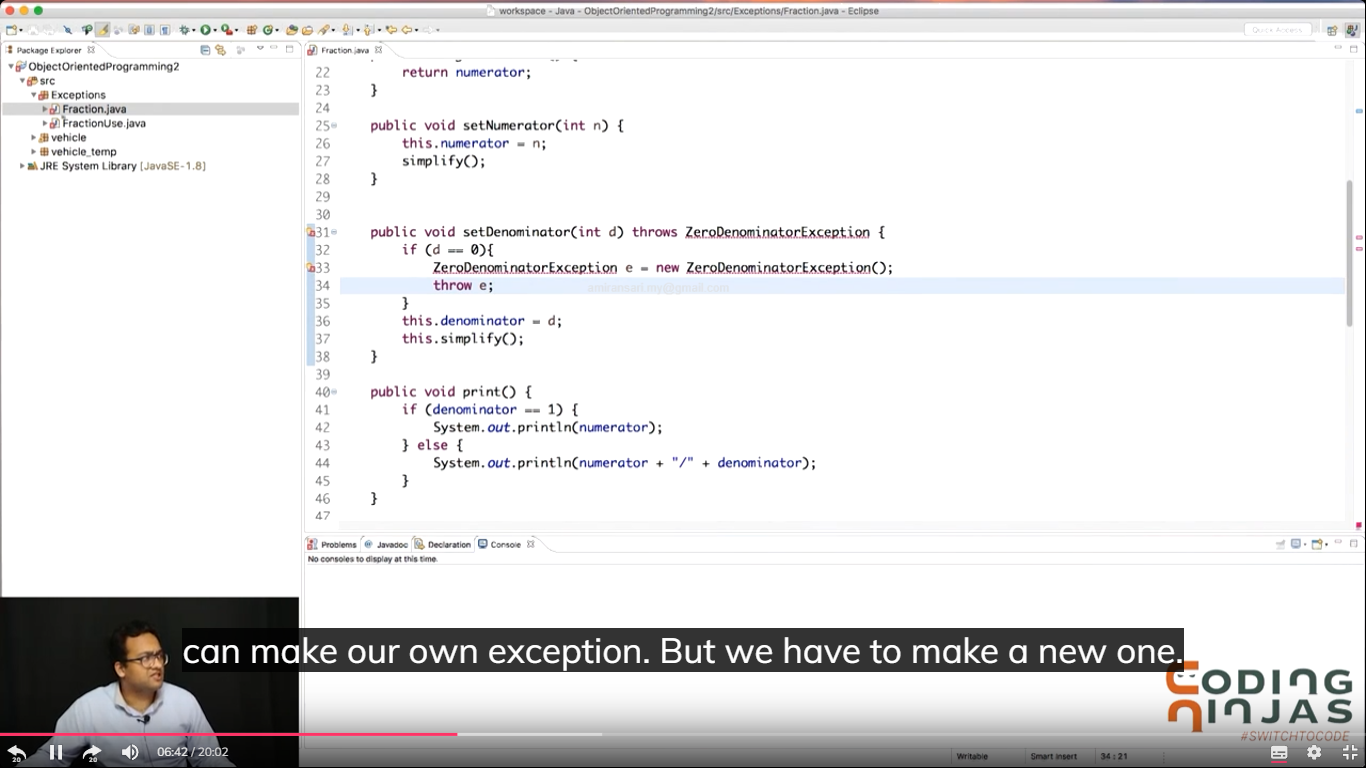 workspace - Java - ObjectOrientedProgramming2/src/Exceptions/Fraction.java - Eclipse
Quick Access
Package Explorer
ObjectOrientedProgramming2
src
Exceptions
Fraction.java
FractionUse.java
vehicle
vehicle_temp
JRE System Library [JavaSE-1.8]
Fraction.java
22 return numerator;
23 }
24
25 public void setNumerator(int n) {
26 this.numerator = n;
27 simplify();
28 }
29
30
31 public void setDenominator(int d) throws ZeroDenominatorException {
32 if (d == 0){
33 ZeroDenominatorException e = new ZeroDenominatorException();
34 throw e;
amiransari.my@gmail.com
35 }
36 this.denominator = d;
37 this.simplify();
38 }
39
40 public void print() {
41 if (denominator == 1) {
42 System.out.println(numerator);
43 } else {
44 System.out.println(numerator + "/" + denominator);
45 }
46 }
47
Problems Javadoc Declaration Console
No consoles to display at this time.
can make our own exception. But we have to make a new one.
CODING
NINJAS
#SWITCHTOCODE
20 20 06:42 / 20:02
Writable Smart Insert 34 : 21